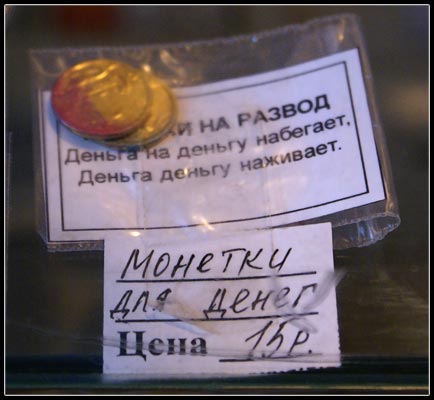 НА РАЗВОД
Деньга на деньгу набегает,
Деньга деньгу наживает.
Монетки
для денег
Цена 15р.